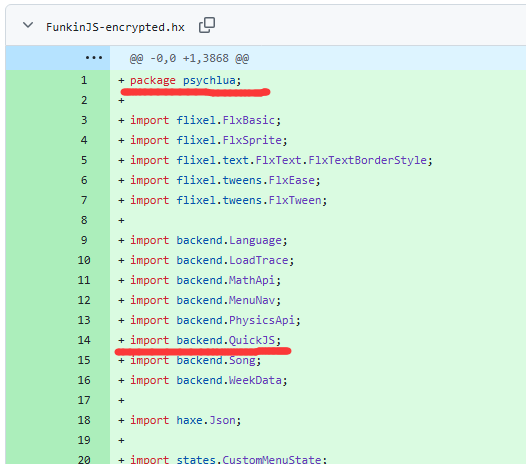 FunkinJS-encrypted.hx
... @@ -0,0 +1,3868 @@
1 + package psychlua;
2 +
3 + import flixel.FlxBasic;
4 + import flixel.FlxSprite;
5 + import flixel.text.FlxText.FlxTextBorderStyle;
6 + import flixel.tweens.FlxEase;
7 + import flixel.tweens.FlxTween;
8 +
9 + import backend.Language;
10 + import backend.LoadTrace;
11 + import backend.MathApi;
12 + import backend.MenuNav;
13 + import backend.PhysicsApi;
14 + import backend.QuickJS;
15 + import backend.Song;
16 + import backend.WeekData;
17 +
18 + import haxe.Json;
19 +
20 + import states.CustomMenuState;